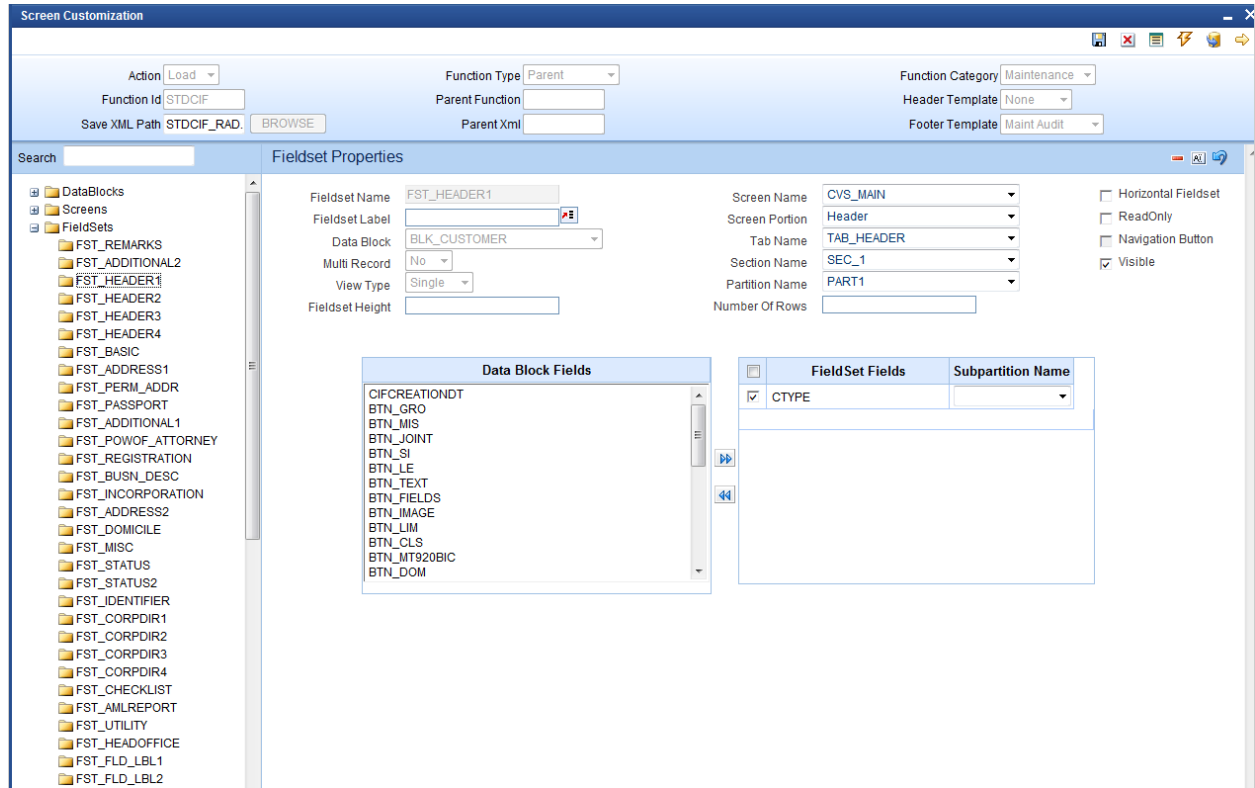 Screen Customization
Action Load
Function Type Parent
Function Category Maintenance
Function Id STDCIF
Parent Function
Header Template None
Save XML Path STDCIF_RAD. BROWSE
Parent Xml
Footer Template Maint Audit
Search
DataBlocks
Screens
FieldSets
FST_REMARKS
FST_ADDITIONAL2
FST_HEADER1
FST_HEADER2
FST_HEADER3
FST_HEADER4
FST_BASIC
FST_ADDRESS1
FST_PERM_ADDR
FST_PASSPORT
FST_ADDITIONAL1
FST_POWOF_ATTORNEY
FST_REGISTRATION
FST_BUSN_DESC
FST_INCORPORATION
FST_ADDRESS2
FST_DOMICILE
FST_MISC
FST_STATUS
FST_STATUS2
FST_IDENTIFIER
FST_CORPDIR1
FST_CORPDIR2
FST_CORPDIR3
FST_CORPDIR4
FST_CHECKLIST
FST_AMLREPORT
FST_UTILITY
FST_HEADOFFICE
FST_FLD_LBL1
FST_FLD_LBL2
Fieldset Properties
Fieldset Name FST_HEADER1
Fieldset Label
Data Block BLK_CUSTOMER
Multi Record No
View Type Single
Fieldset Height
Screen Name CVS_MAIN
Screen Portion Header
Tab Name TAB_HEADER
Section Name SEC_1
Partition Name PART1
Number Of Rows
Horizontal Fieldset
ReadOnly
Navigation Button
Visible
Data Block Fields
CIFCREATIONDT
BTN_GRO
BTN_MIS
BTN_JOINT
BTN_SI
BTN_LE
BTN_TEXT
BTN_FIELDS
BTN_IMAGE
BTN_LIM
BTN_CLS
BTN_MT920BIC
BTN_DOM
FieldSet Fields Subpartition Name
CTYPE